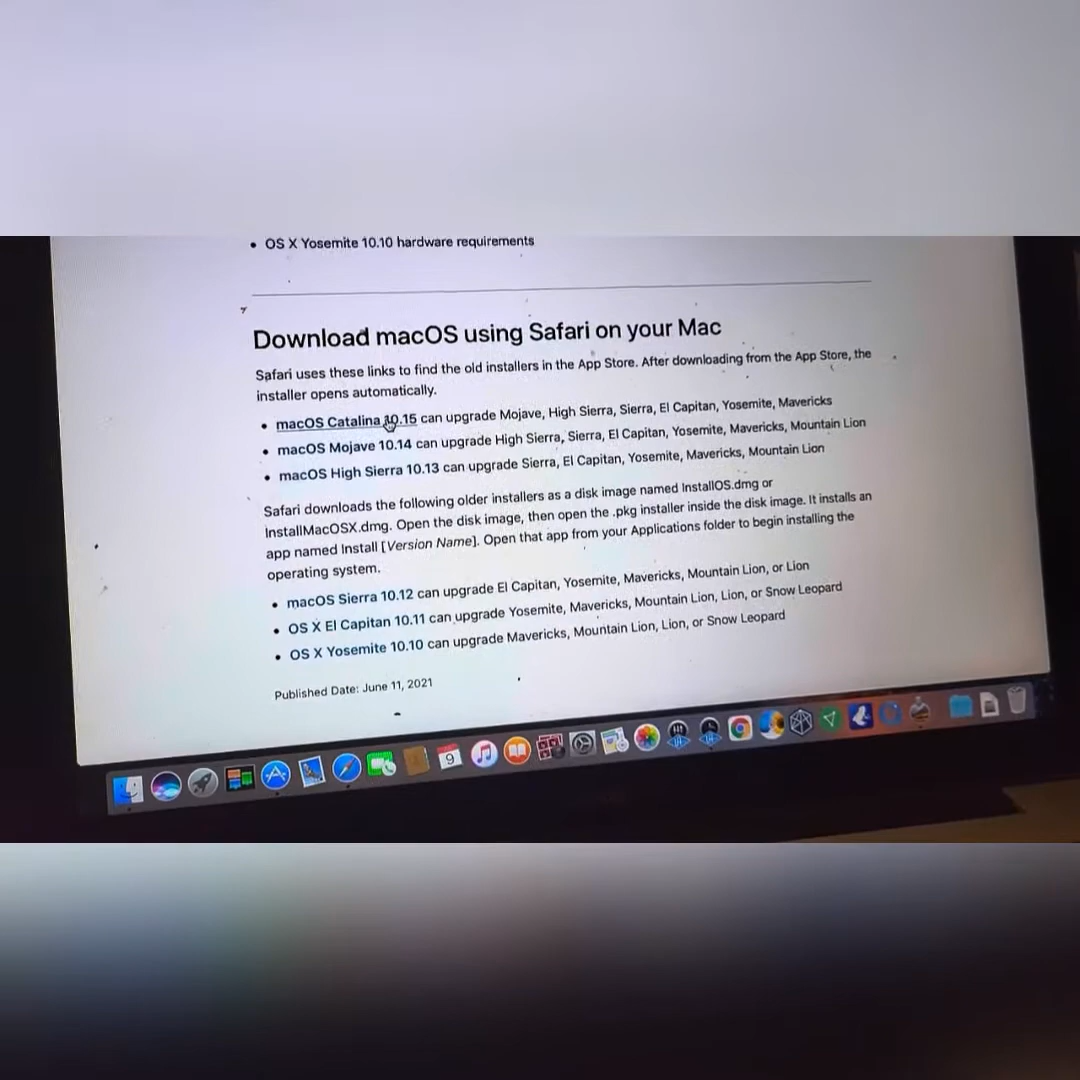 • OS X Yosemite 10.10 hardware requirements
Download macOS using Safari on your Mac
Safari uses these links to find the old installers in the App Store. After downloading from the App Store, the
installer opens automatically.
• macOS Catalina 10.15 can upgrade Mojave, High Sierra, Sierra, El Capitan, Yosemite, Mavericks
• macOS Mojave 10.14 can upgrade High Sierra, Sierra, El Capitan, Yosemite, Mavericks, Mountain Lion
• macOS High Sierra 10.13 can upgrade Sierra, El Capitan, Yosemite, Mavericks, Mountain Lion
Safari downloads the following older installers as a disk image named InstallOS.dmg or
InstallMacOSX.dmg. Open the disk image, then open the .pkg installer inside the disk image. It installs an
app named Install [Version Name]. Open that app from your Applications folder to begin installing the
operating system.
• macOS Sierra 10.12 can upgrade El Capitan, Yosemite, Mavericks, Mountain Lion, or Lion
• OS X El Capitan 10.11 can upgrade Yosemite, Mavericks, Mountain Lion, Lion, or Snow Leopard
• OS X Yosemite 10.10 can upgrade Mavericks, Mountain Lion, Lion, or Snow Leopard
Published Date: June 11, 2021
9